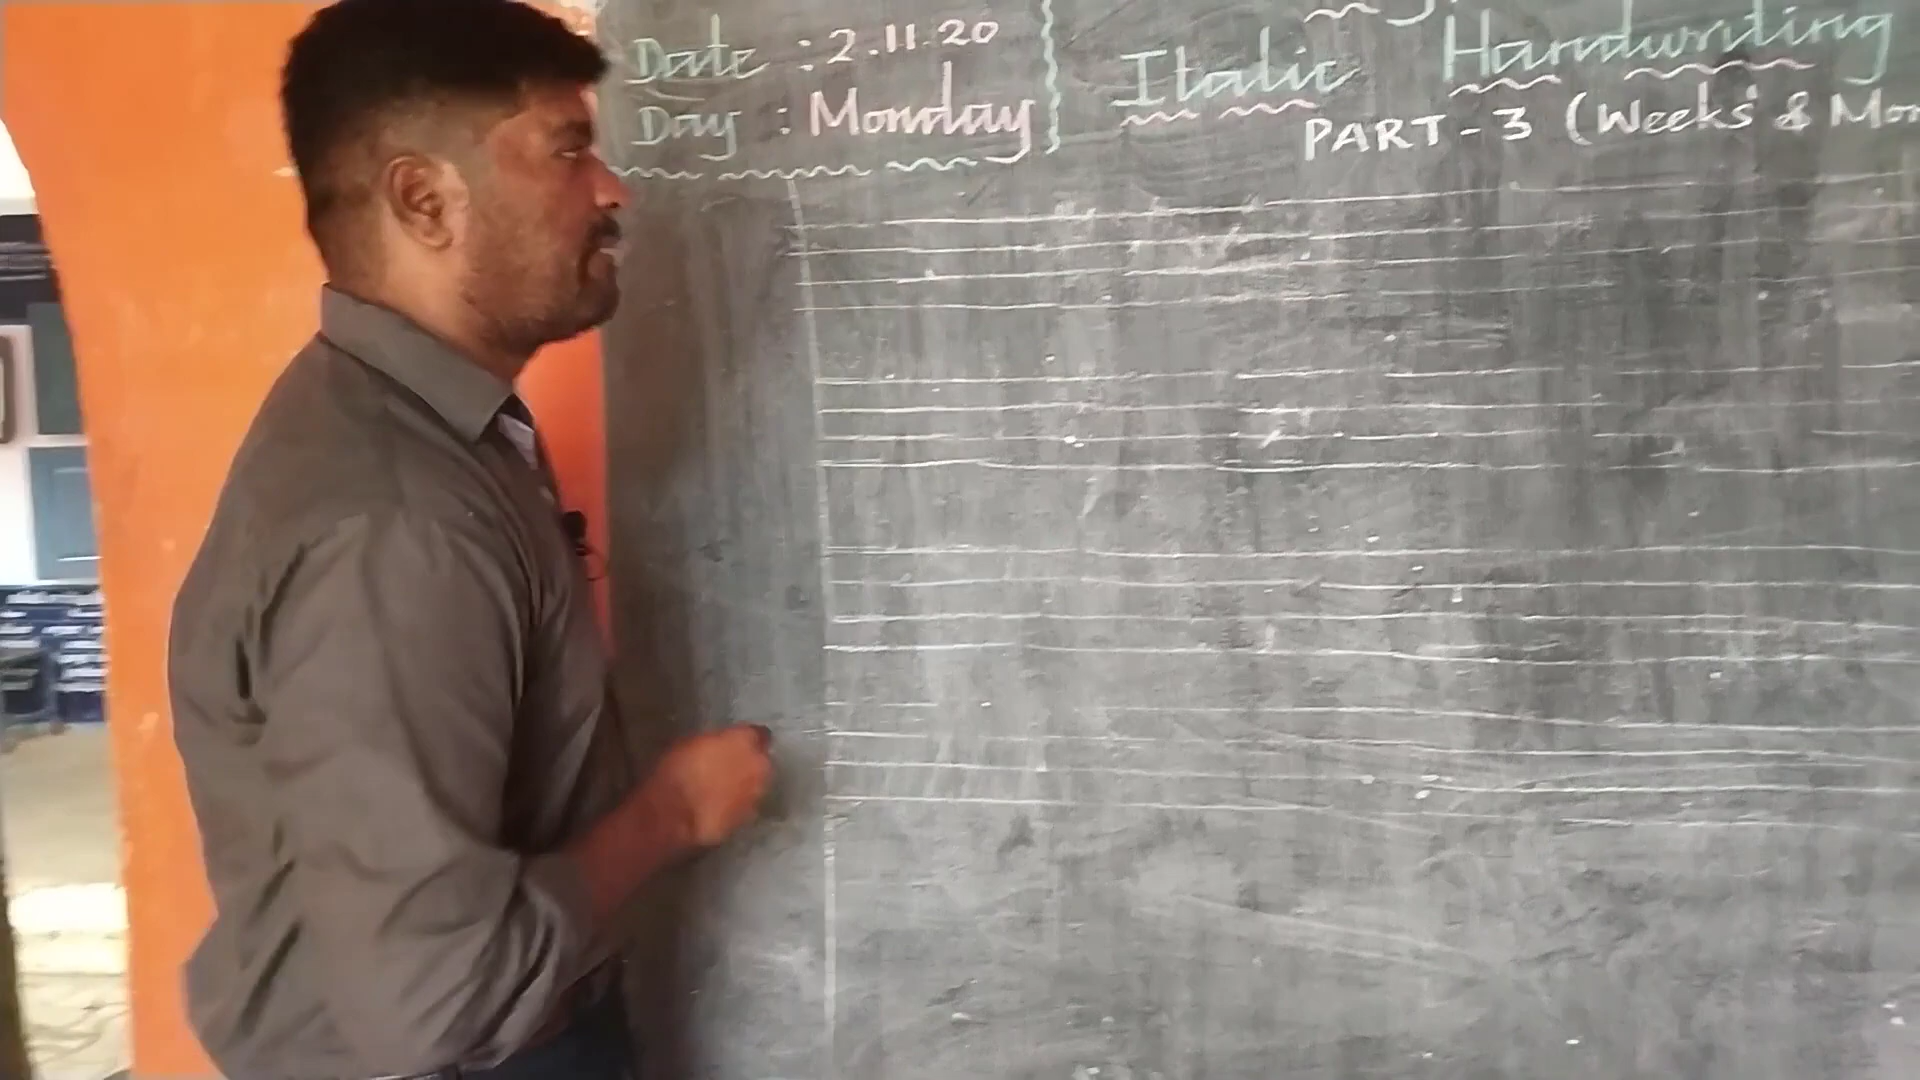 Date : 2.11.20
Day : Monday
Italic Handwriting
PART - 3 (Weeks & Mon